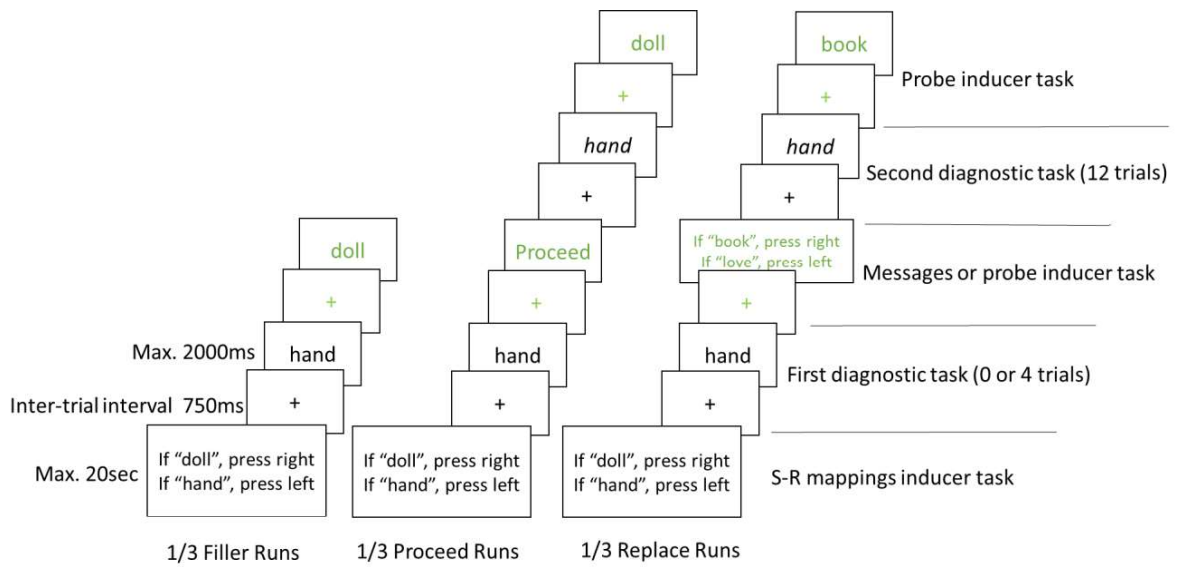 doll
book
+
+
Probe inducer task
hand
hand
+
+
Second diagnostic task (12 trials)
doll
Proceed
If “book”, press right
If “love”, press left
Messages or probe inducer task
+
+
+
Max. 2000ms
hand
hand
hand
First diagnostic task (0 or 4 trials)
Inter-trial interval 750ms
+
+
+
Max. 20sec
If “doll”, press right
If “hand”, press left
If “doll”, press right
If “hand”, press left
If “doll”, press right
If “hand”, press left
S-R mappings inducer task
1/3 Filler Runs
1/3 Proceed Runs
1/3 Replace Runs